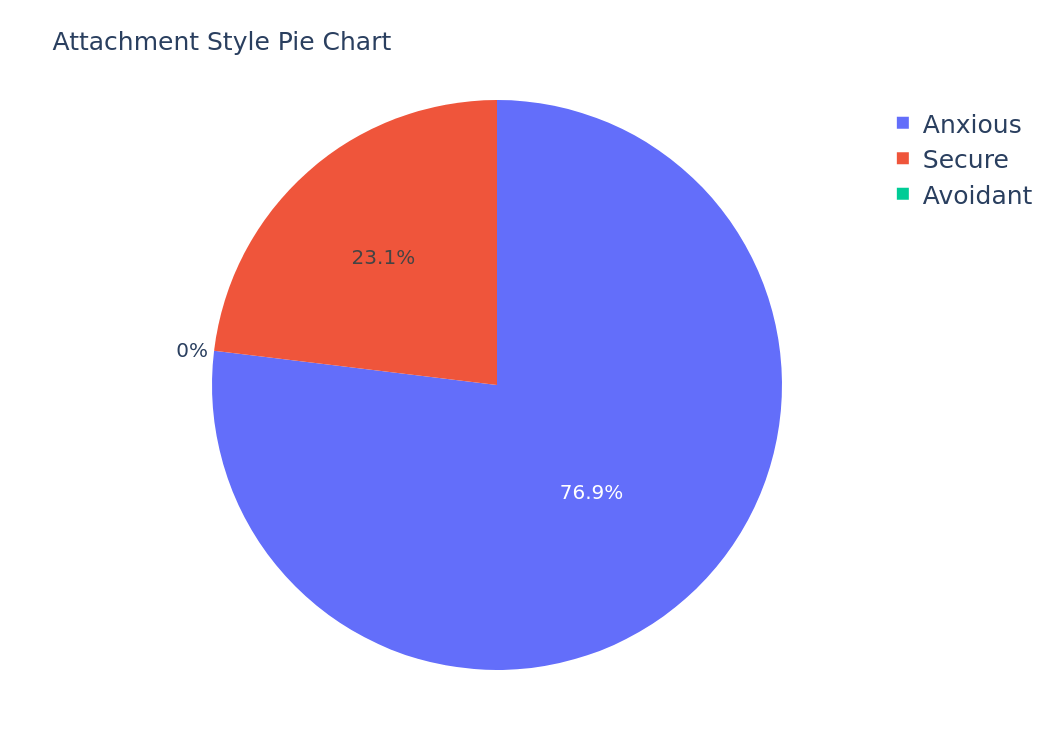 Attachment Style Pie Chart
Anxious
Secure
Avoidant
23.1%
0%
76.9%